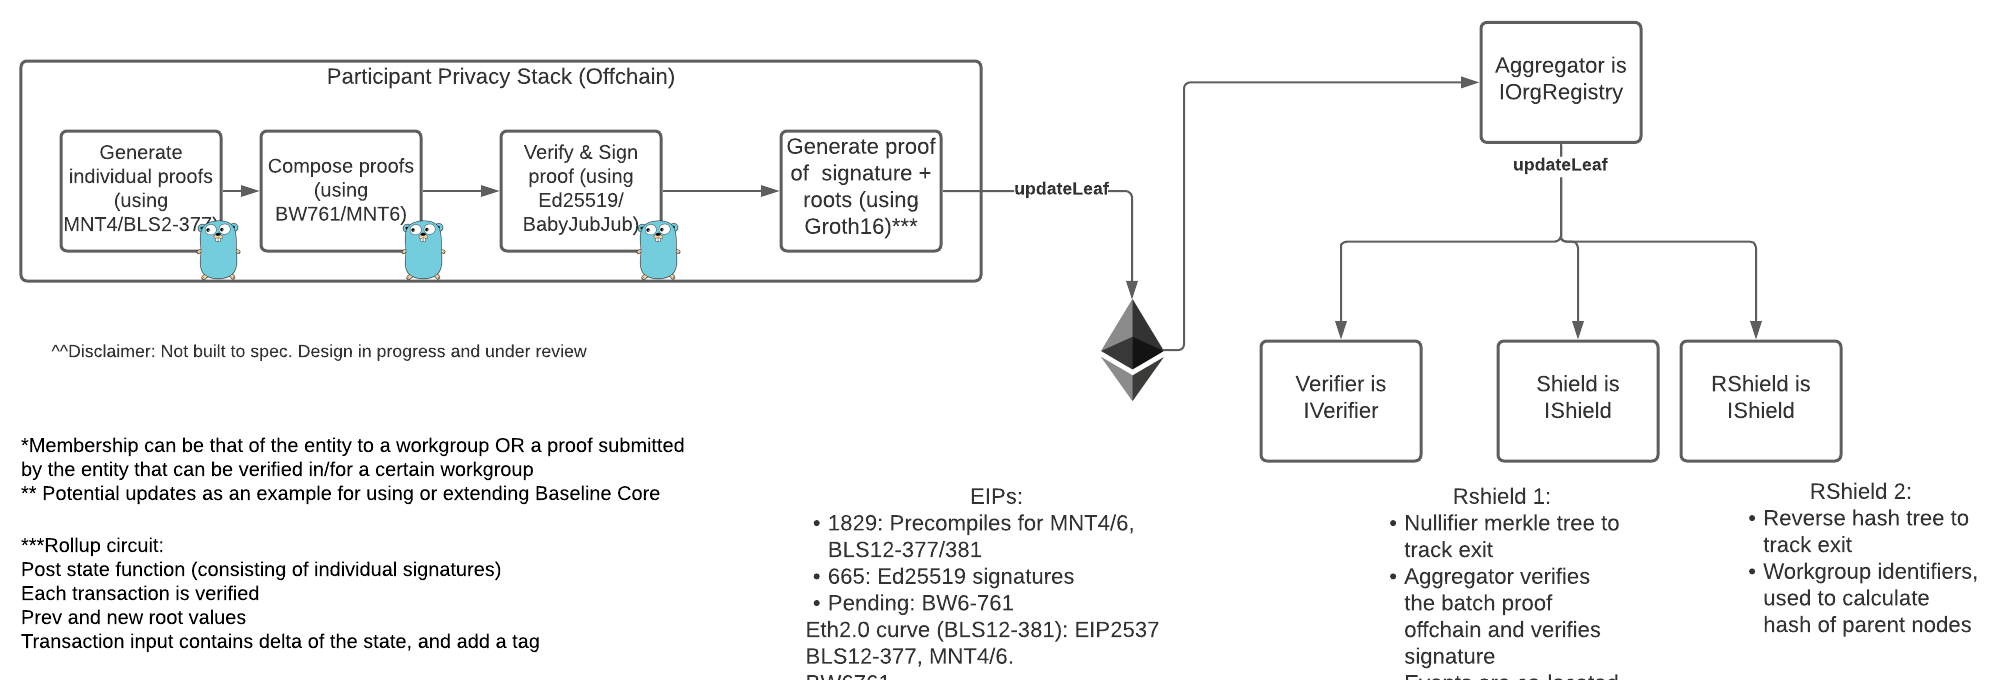 Participant Privacy Stack (Offchain)
Generate
individual proofs
(using
MNT4/BLS2-377)
Compose proofs
(using
BW761/MNT6)
Verify & Sign
proof (using
Ed25519/
BabyJubJub)
Generate proof
of signature +
roots (using
Groth16)***
updateLeaf
Aggregator is
IOrgRegistry
updateLeaf
Verifier is
IVerifier
Shield is
IShield
RShield is
IShield
^^Disclaimer: Not built to spec. Design in progress and under review
*Membership can be that of the entity to a workgroup OR a proof submitted
by the entity that can be verified in/for a certain workgroup
** Potential updates as an example for using or extending Baseline Core
***Rollup circuit:
Post state function (consisting of individual signatures)
Each transaction is verified
Prev and new root values
Transaction input contains delta of the state, and add a tag
EIPs:
• 1829: Precompiles for MNT4/6,
BLS12-377/381
• 665: Ed25519 signatures
• Pending: BW6-761
Eth2.0 curve (BLS12-381): EIP2537
BLS12-377, MNT4/6.
BW6761
Rshield 1:
• Nullifier merkle tree to
track exit
• Aggregator verifies
the batch proof
offchain and verifies
signature
Events are co-located
RShield 2:
• Reverse hash tree to
track exit
• Workgroup identifiers,
used to calculate
hash of parent nodes